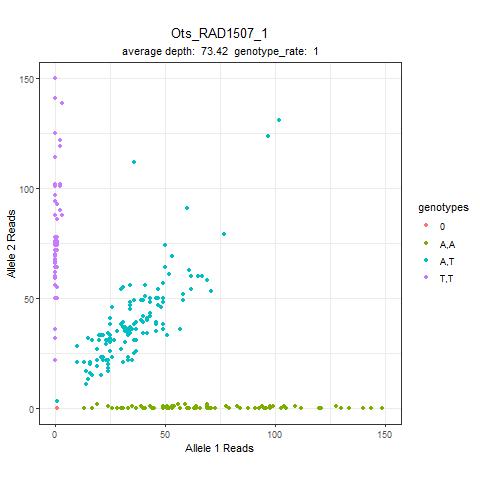 Ots_RAD1507_1
average depth: 73.42 genotype_rate: 1
150
100
50
0
Allele 2 Reads
0
50
100
150
Allele 1 Reads
genotypes
0
A,A
A,T
T,T